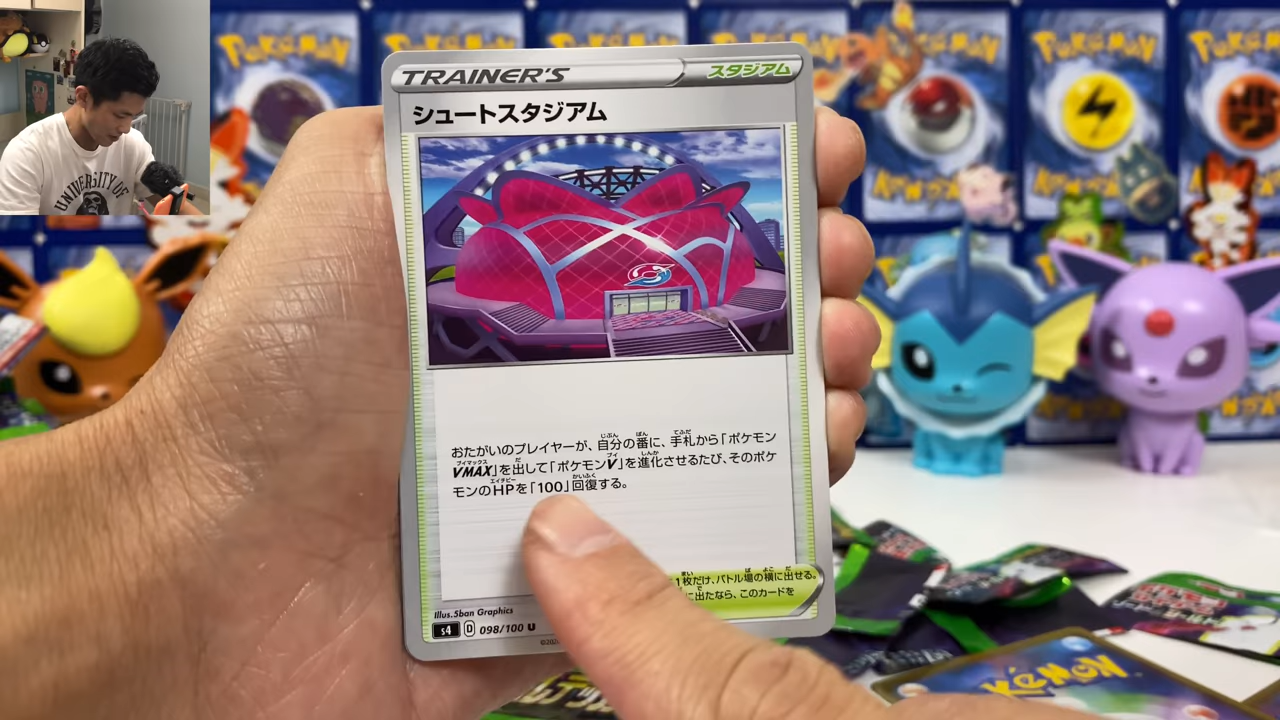 TRAINER'S
スタジアム
シュートスタジアム
おたがいのプレイヤーが、自分の番に、手札から「ポケモン
VMAX」を出して「ポケモンV」を進化させるたび、そのポケ
モンのHPを「100」回復する。
1枚だけ、バトル場の横に出せる。
に出たなら、このカードを
Illus. 5ban Graphics
s4 D 098/100 U
UNIVERSITY OF
POKÉMON
POKÉMON
POKÉMON
POKÉMON
Pokémon